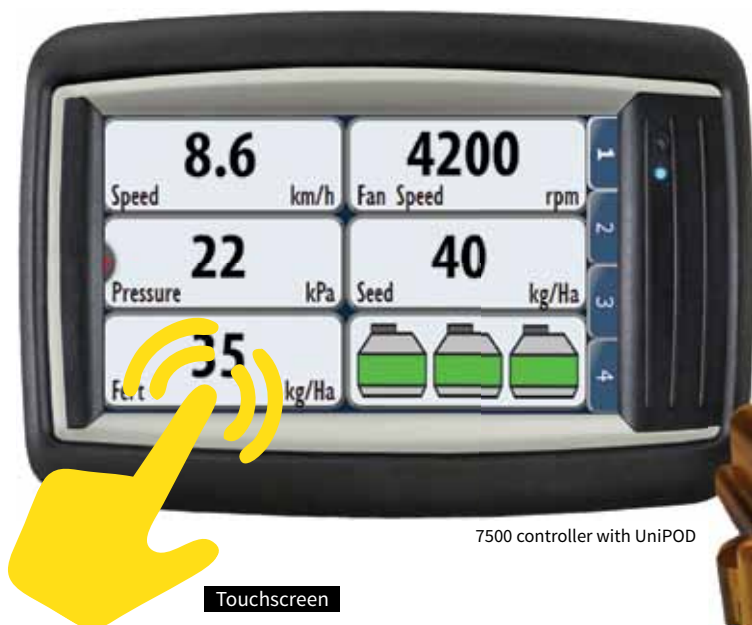 8.6
Speed km/h
4200
Fan Speed rpm
1
22
Pressure kPa
40
Seed kg/Ha
2
3
35
kg/Ha
4
7500 controller with UniPOD
Touchscreen